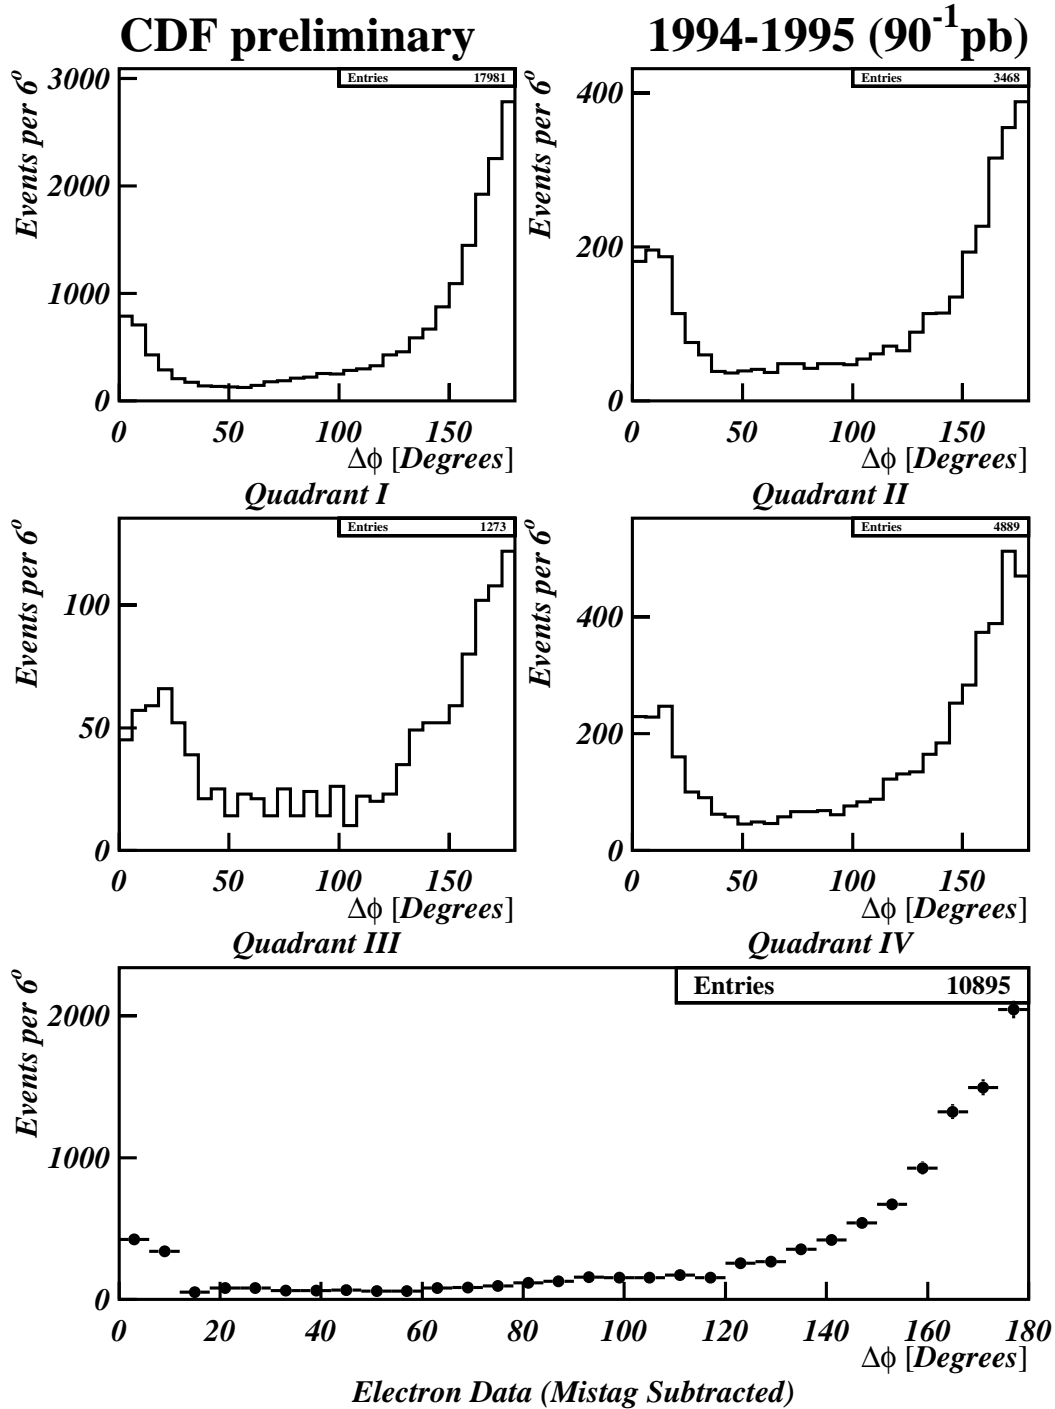 CDF preliminary 1994-1995 (90⁻¹pb)
Entries 17981
Events per 6°
3000
2000
1000
0
0 50 100 150
Δϕ [Degrees]
Quadrant I
Entries 3468
Events per 6°
400
200
0
0 50 100 150
Δϕ [Degrees]
Quadrant II
Entries 1273
Events per 6°
100
50
0
0 50 100 150
Δϕ [Degrees]
Quadrant III
Entries 4889
Events per 6°
400
200
0
0 50 100 150
Δϕ [Degrees]
Quadrant IV
Entries 10895
Events per 6°
2000
1000
0
0 20 40 60 80 100 120 140 160 180
Δϕ [Degrees]
Electron Data (Mistag Subtracted)